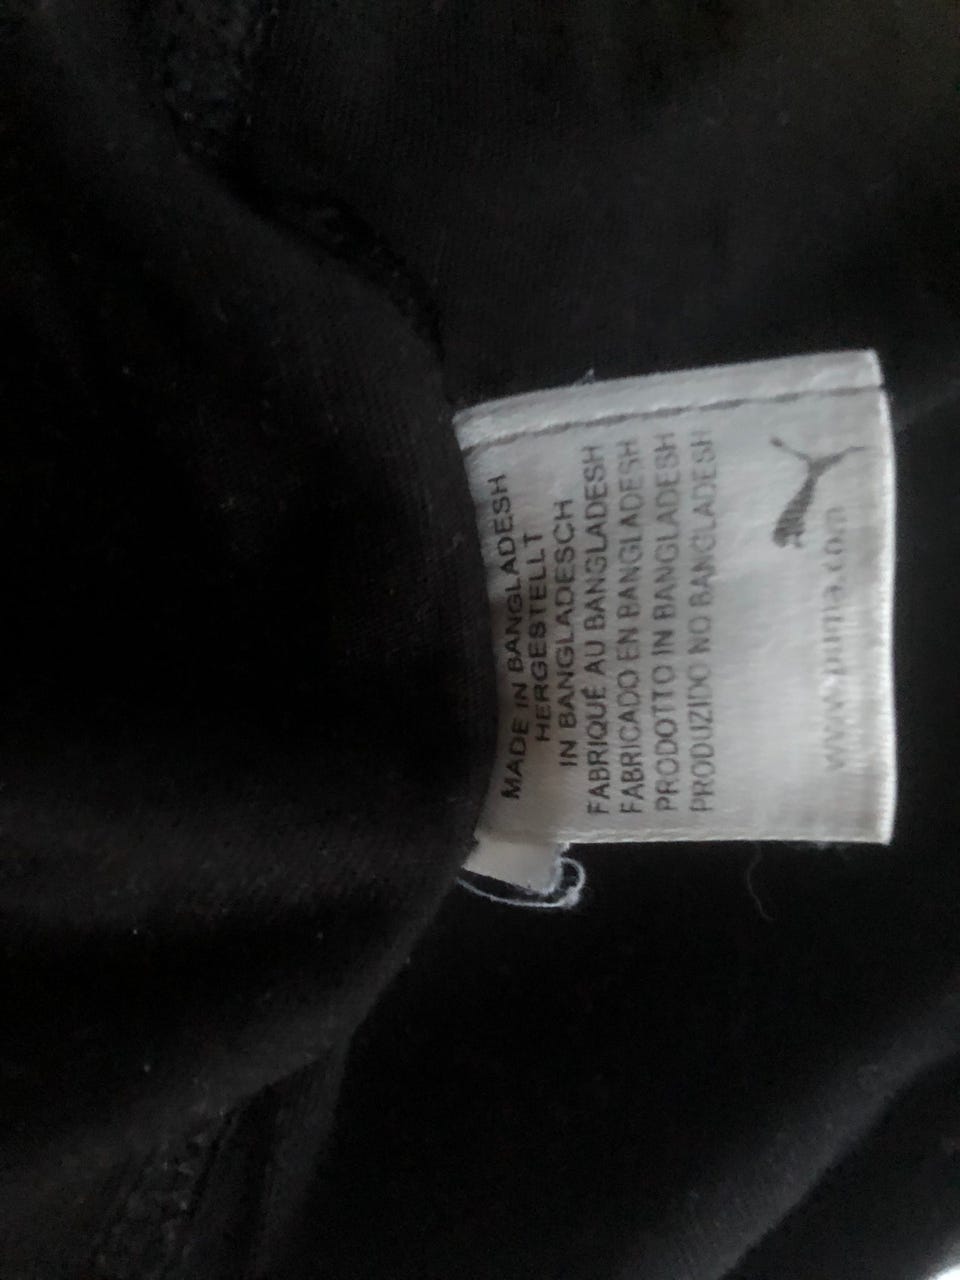 MADE IN BANGLADESH
HERGESTELLT
IN BANGLADESCH
FABRIQUÉ AU BANGLADESH
FABRICADO EN BANGLADESH
PRODOTTO IN BANGLADESH
PRODUZIDO NO BANGLADESH
www.puma.com